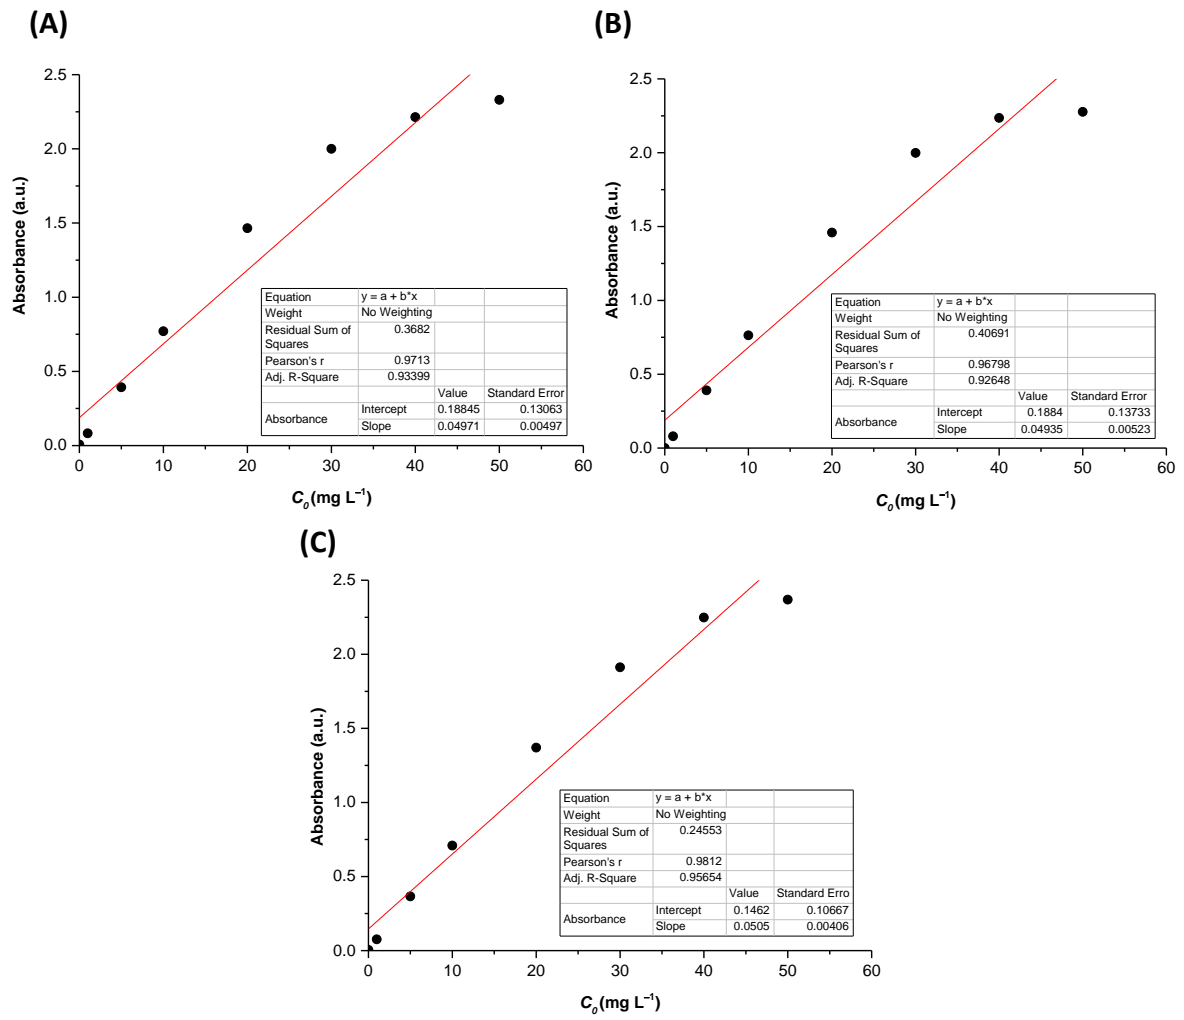 (A)
Absorbance (a.u.)
2.5
2.0
1.5
1.0
0.5
0.0
0 10 20 30 40 50 60
C0 (mg L−1)
Equation y = a + b*x
Weight No Weighting
Residual Sum of
Squares 0.3682
Pearson's r 0.9713
Adj. R-Square 0.93399
Value Standard Error
Absorbance Intercept 0.18845 0.13063
Slope 0.04971 0.00497
(B)
Absorbance (a.u.)
2.5
2.0
1.5
1.0
0.5
0.0
0 10 20 30 40 50 60
C0 (mg L−1)
Equation y = a + b*x
Weight No Weighting
Residual Sum of
Squares 0.40691
Pearson's r 0.96798
Adj. R-Square 0.92648
Value Standard Error
Absorbance Intercept 0.1884 0.13733
Slope 0.04935 0.00523
(C)
Absorbance (a.u.)
2.5
2.0
1.5
1.0
0.5
0.0
0 10 20 30 40 50 60
C0 (mg L−1)
Equation y = a + b*x
Weight No Weighting
Residual Sum of
Squares 0.24553
Pearson's r 0.9812
Adj. R-Square 0.95654
Value Standard Erro
Absorbance Intercept 0.1462 0.10667
Slope 0.0505 0.00406